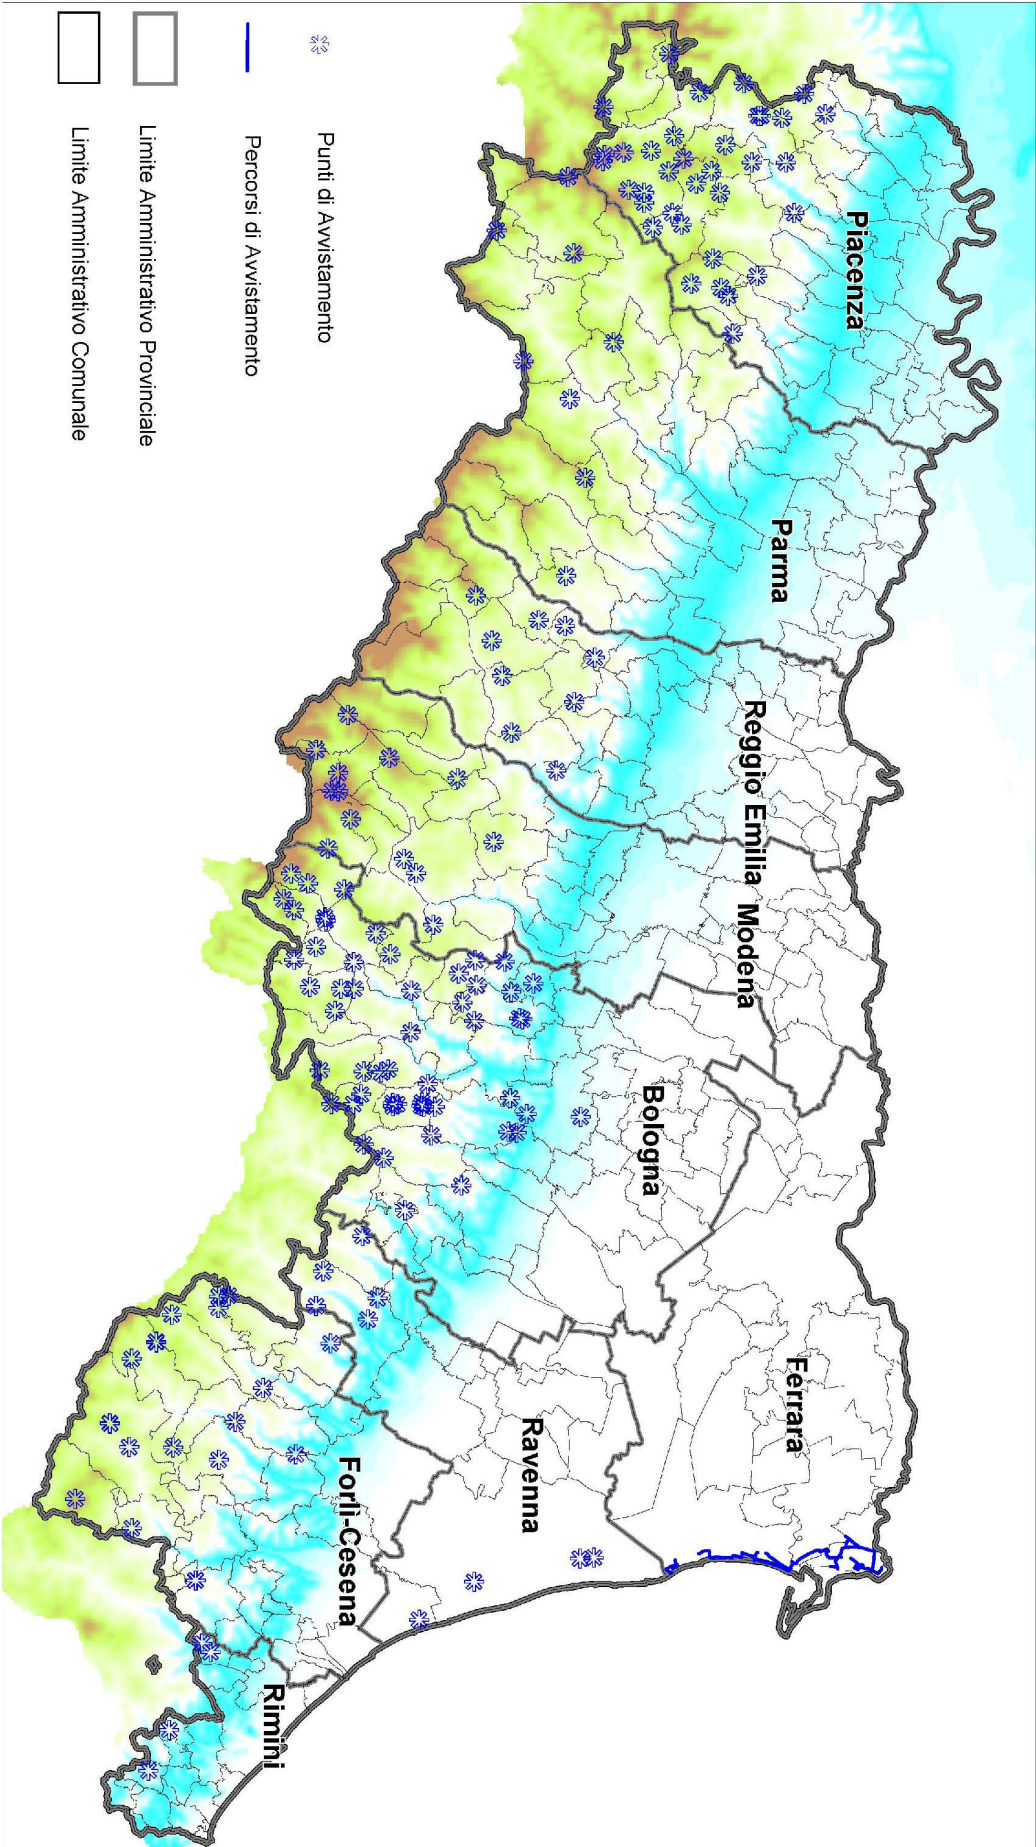 Piacenza
Parma
Reggio Emilia
Modena
Bologna
Ferrara
Ravenna
Forlì-Cesena
Rimini
Punti di Avvistamento
Percorsi di Avvistamento
Limite Amministrativo Provinciale
Limite Amministrativo Comunale